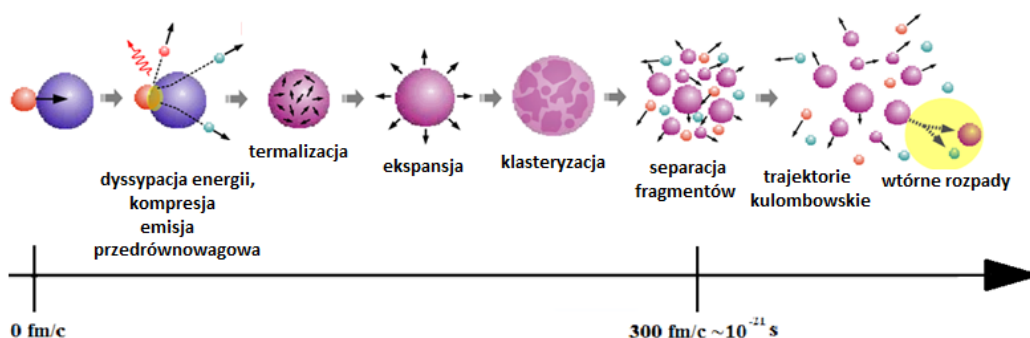 dyssypacja energii,
kompresja
emisja
przedrównowagowa
termalizacja
ekspansja
klasteryzacja
separacja
fragmentów
trajektorie
kulombowskie
wtórne rozpady
0 fm/c
300 fm/c ~10⁻²¹ s